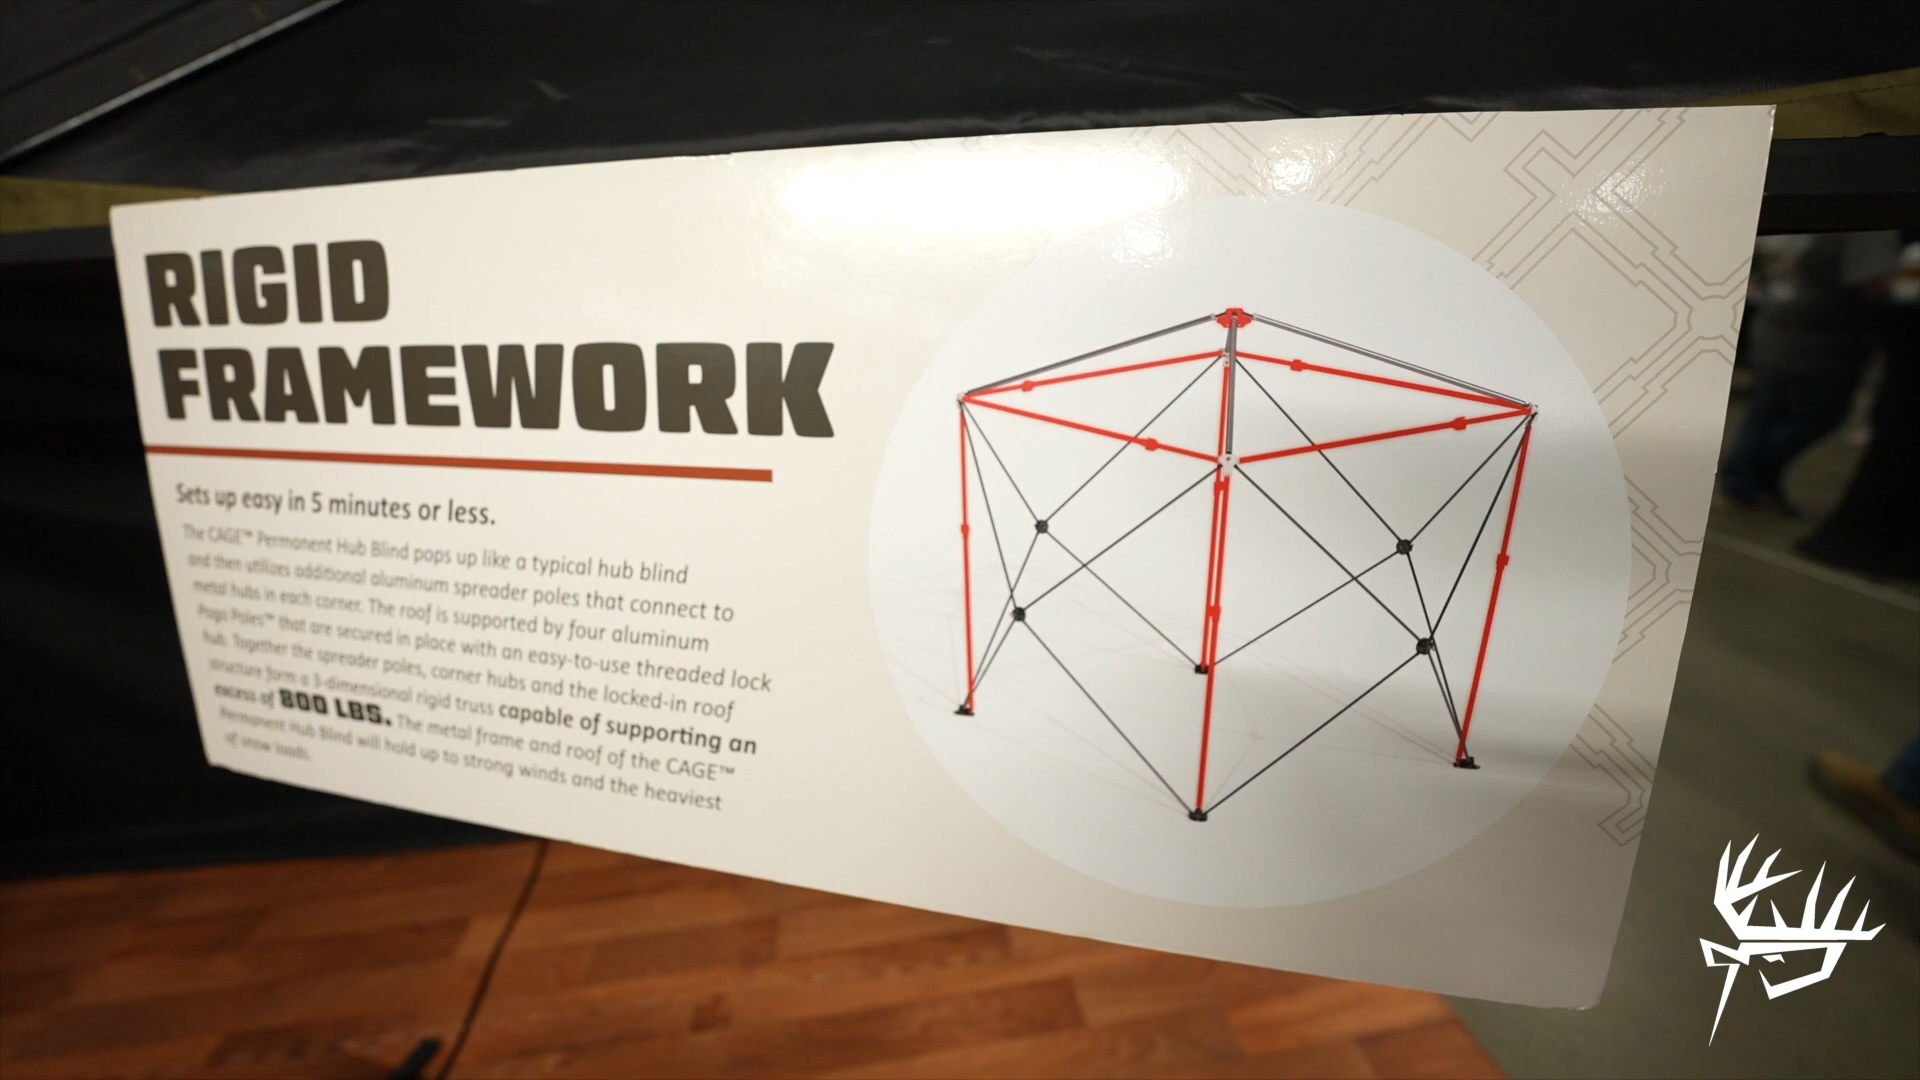 RIGID
FRAMEWORK
Sets up easy in 5 minutes or less.
The CAGE™ Permanent Hub Blind pops up like a typical hub blind
and then utilizes additional aluminum spreader poles that connect to
metal hubs in each corner. The roof is supported by four aluminum
Pogo Poles™ that are secured in place with an easy-to-use threaded lock
hub. Together the spreader poles, corner hubs and the locked-in roof
structure form a 3-dimensional rigid truss capable of supporting an
excess of 800 LBS. The metal frame and roof of the CAGE™
Permanent Hub Blind will hold up to strong winds and the heaviest
of snow loads.